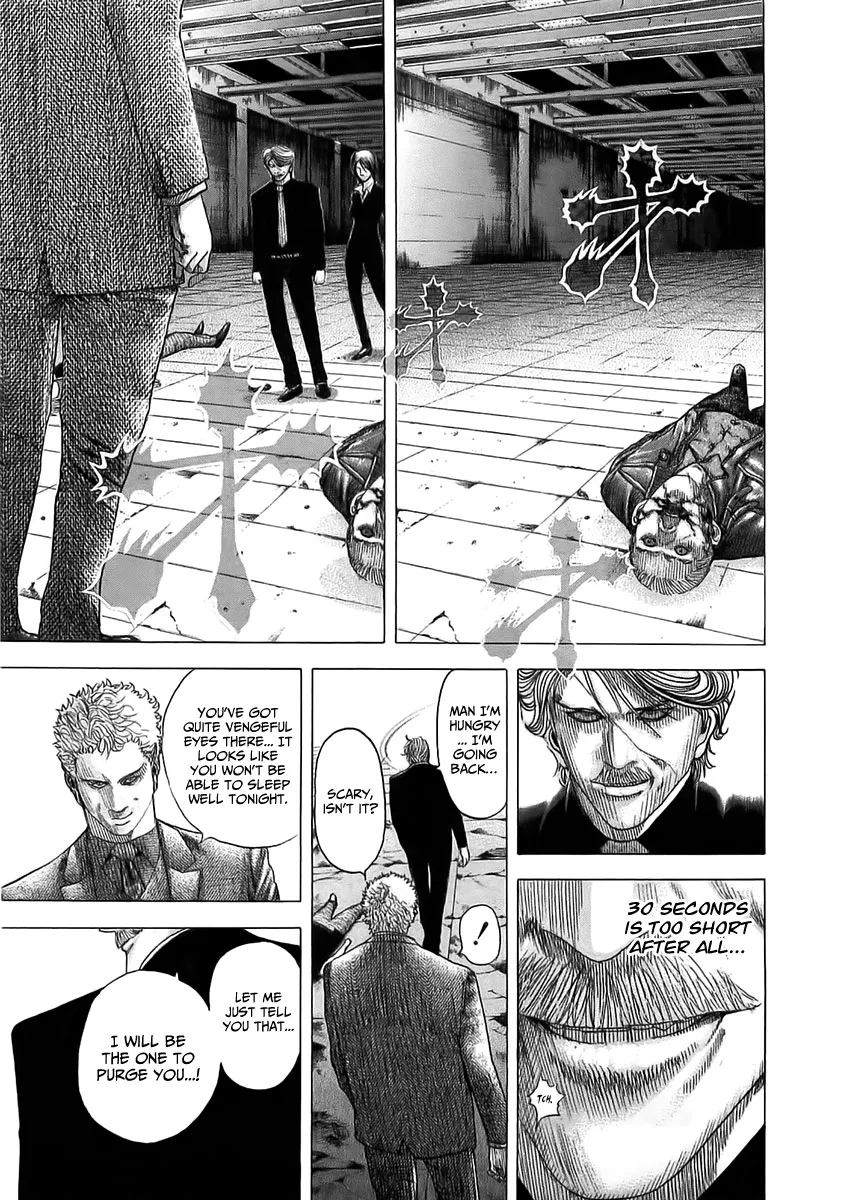 30 SECONDS
IS TOO SHORT
AFTER ALL...
TCH.
MAN I'M
HUNGRY
... I'M
GOING
BACK...
SCARY,
ISN'T IT?
!
YOU'VE GOT
QUITE VENGEFUL
EYES THERE... IT
LOOKS LIKE
YOU WON'T BE
ABLE TO SLEEP
WELL TONIGHT.
LET ME
JUST TELL
YOU THAT...
I WILL BE
THE ONE TO
PURGE YOU...!